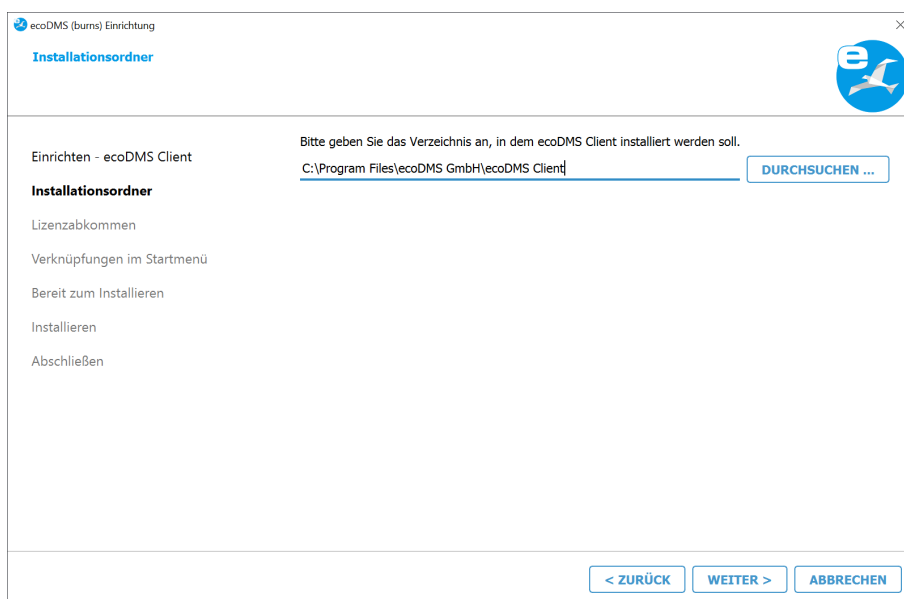 ecoDMS (burns) Einrichtung
Installationsordner
e
Einrichten - ecoDMS Client
Installationsordner
Lizenzabkommen
Verknüpfungen im Startmenü
Bereit zum Installieren
Installieren
Abschließen
Bitte geben Sie das Verzeichnis an, in dem ecoDMS Client installiert werden soll.
C:\Program Files\ecoDMS GmbH\ecoDMS Client
DURCHSUCHEN ...
< ZURÜCK
WEITER >
ABBRECHEN